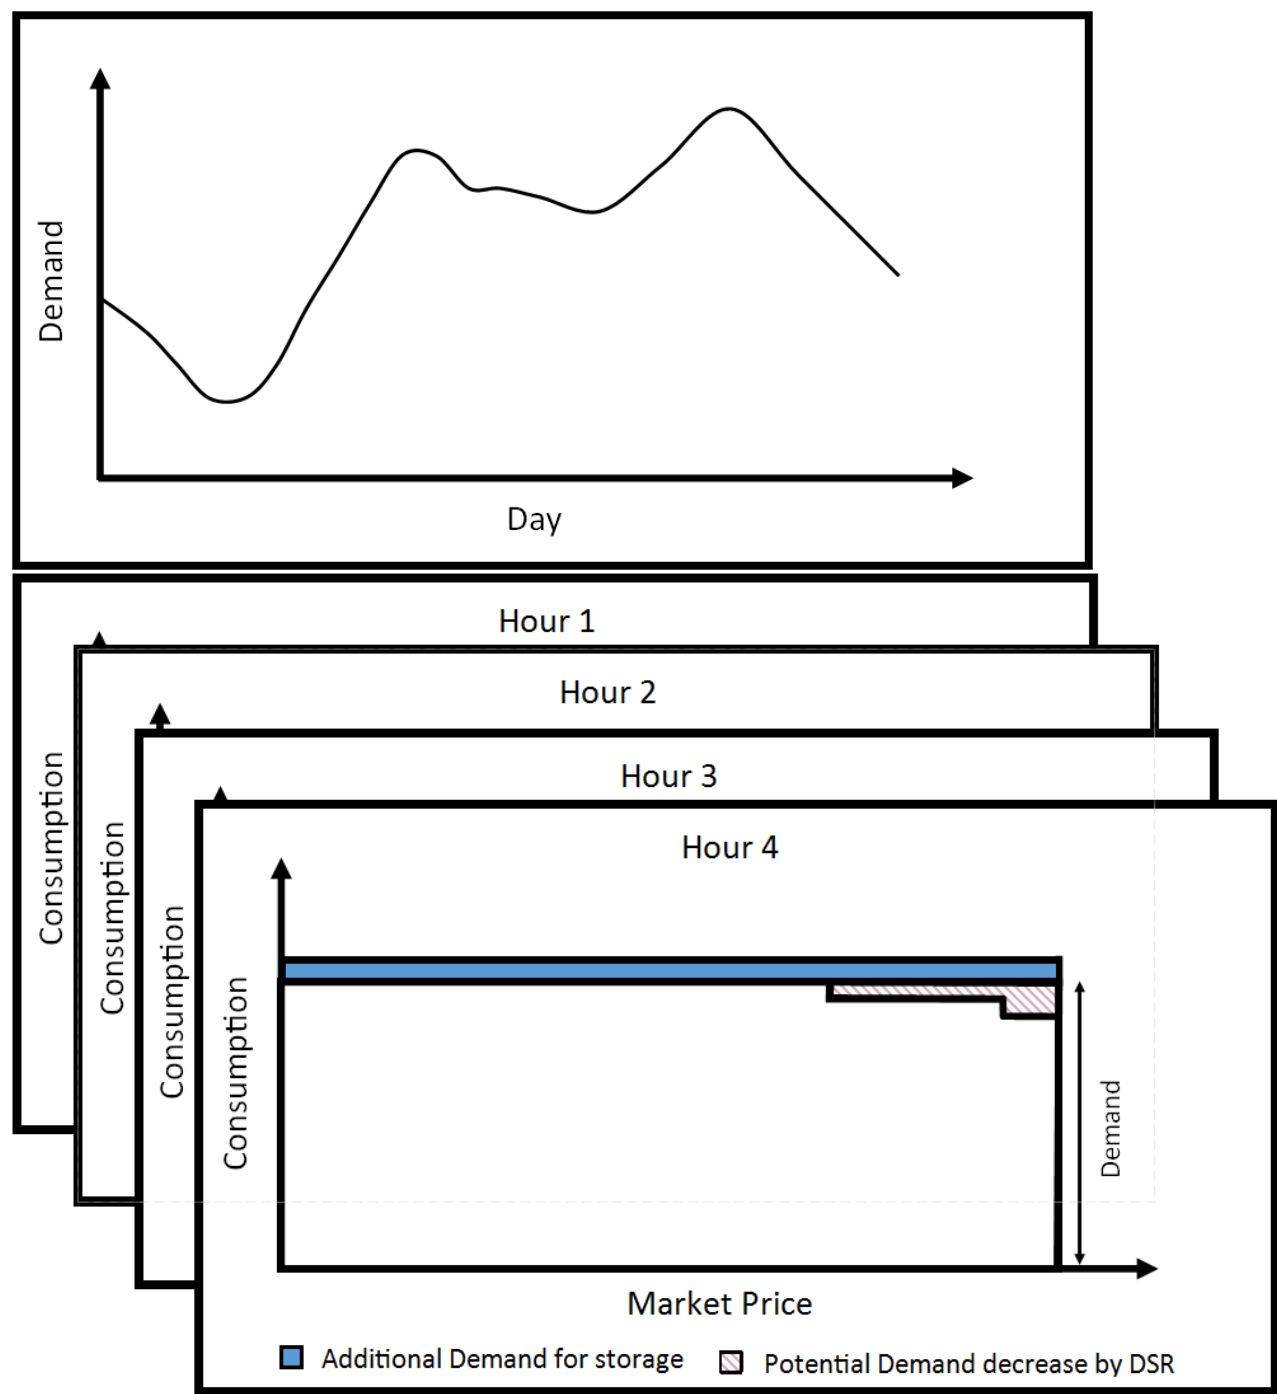 Demand
Day
Hour 1
Consumption
Hour 2
Consumption
Hour 3
Consumption
Hour 4
Consumption
Demand
Market Price
Additional Demand for storage
Potential Demand decrease by DSR